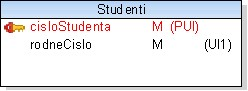 Studenti
cisloStudenta M (PUI)
rodneCislo M (UI1)